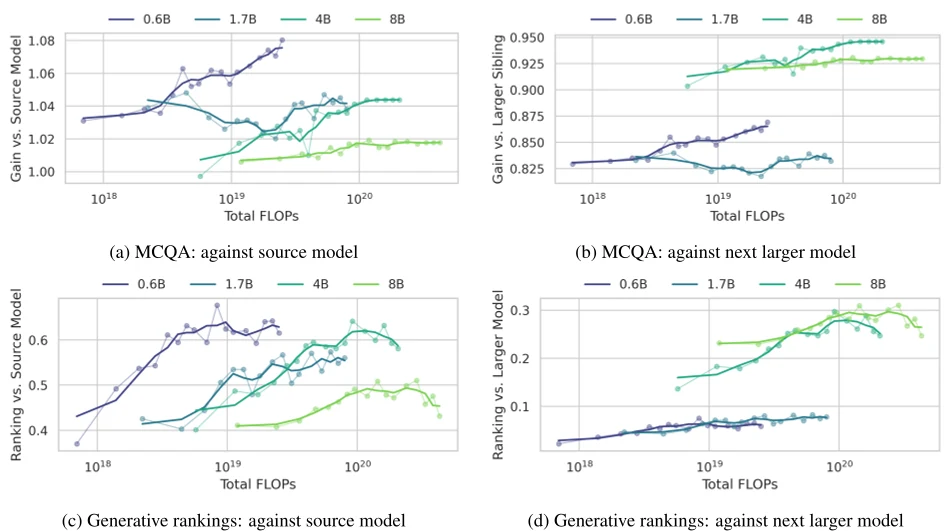 0.6B 1.7B 4B 8B
Gain vs. Source Model
1.08
1.06
1.04
1.02
1.00
10^18 10^19 10^20
Total FLOPs
(a) MCQA: against source model
0.6B 1.7B 4B 8B
Gain vs. Larger Sibling
0.950
0.925
0.900
0.875
0.850
0.825
10^18 10^19 10^20
Total FLOPs
(b) MCQA: against next larger model
0.6B 1.7B 4B 8B
Ranking vs. Source Model
0.6
0.5
0.4
10^18 10^19 10^20
Total FLOPs
(c) Generative rankings: against source model
0.6B 1.7B 4B 8B
Ranking vs. Larger Model
0.3
0.2
0.1
10^18 10^19 10^20
Total FLOPs
(d) Generative rankings: against next larger model